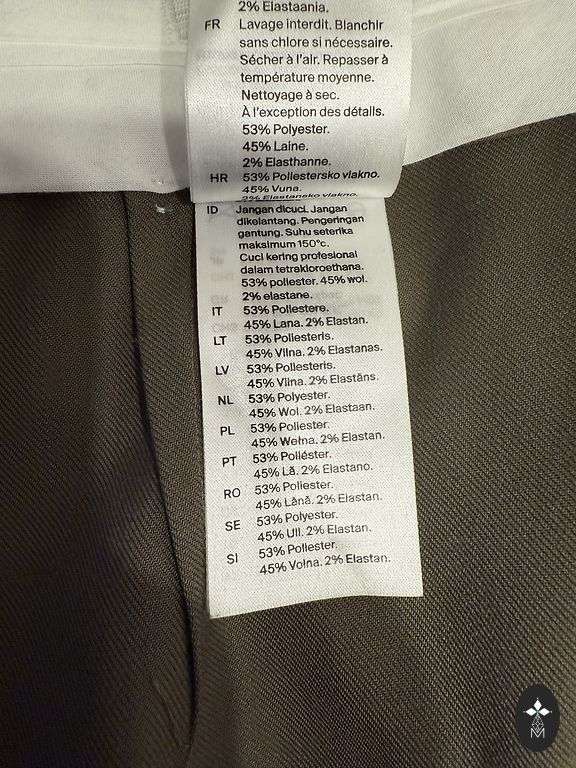 2% Elastaania.
FR Lavage interdit. Blanchir
sans chlore si nécessaire.
Sécher à l'air. Repasser à
température moyenne.
Nettoyage à sec.
À l'exception des détails.
53% Polyester.
45% Laine.
2% Elasthanne.
HR 53% Poliestersko vlakno.
45% Vuna.
2% Elastansko vlakno.
ID Jangan dicuci. Jangan
dikelantang. Pengeringan
gantung. Suhu seterika
maksimum 150°c.
Cuci kering profesional
dalam tetrakloroethana.
53% poliester. 45% wol.
2% elastane.
IT 53% Poliestere.
45% Lana. 2% Elastan.
LT 53% Poliesteris.
45% Vilna. 2% Elastanas.
LV 53% Poliesteris.
45% Vilna. 2% Elastāns.
NL 53% Polyester.
45% Wol. 2% Elastaan.
PL 53% Poliester.
45% Wełna. 2% Elastan.
PT 53% Poliéster.
45% Lã. 2% Elastano.
RO 53% Poliester.
45% Lână. 2% Elastan.
SE 53% Polyester.
45% Ull. 2% Elastan.
SI 53% Poliester.
45% Volna. 2% Elastan.
M